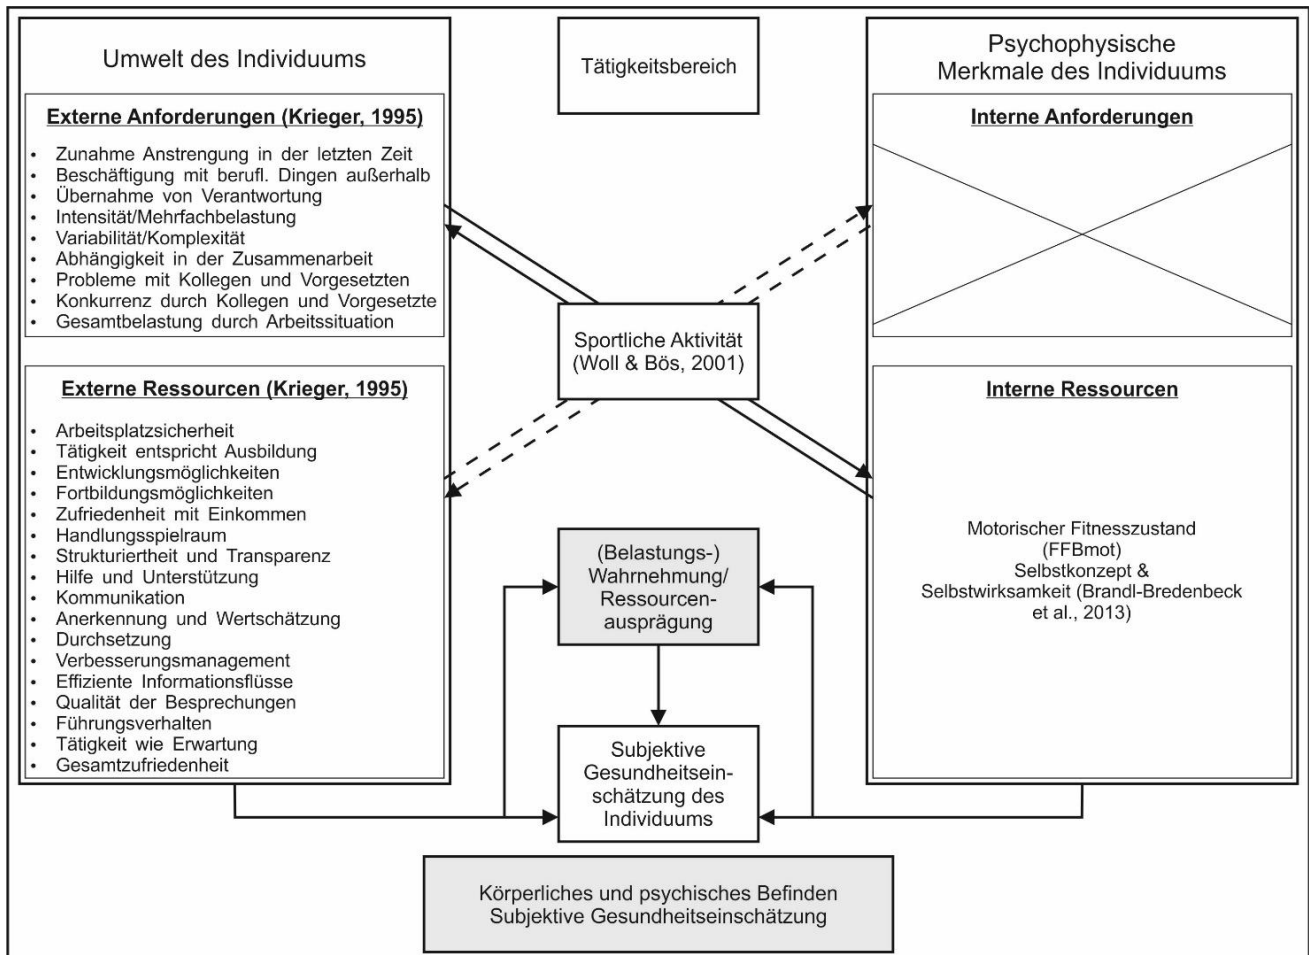 Umwelt des Individuums
Externe Anforderungen (Krieger, 1995)
• Zunahme Anstrengung in der letzten Zeit
• Beschäftigung mit berufl. Dingen außerhalb
• Übernahme von Verantwortung
• Intensität/Mehrfachbelastung
• Variabilität/Komplexität
• Abhängigkeit in der Zusammenarbeit
• Probleme mit Kollegen und Vorgesetzten
• Konkurrenz durch Kollegen und Vorgesetzte
• Gesamtbelastung durch Arbeitssituation
Externe Ressourcen (Krieger, 1995)
• Arbeitsplatzsicherheit
• Tätigkeit entspricht Ausbildung
• Entwicklungsmöglichkeiten
• Fortbildungsmöglichkeiten
• Zufriedenheit mit Einkommen
• Handlungsspielraum
• Strukturiertheit und Transparenz
• Hilfe und Unterstützung
• Kommunikation
• Anerkennung und Wertschätzung
• Durchsetzung
• Verbesserungsmanagement
• Effiziente Informationsflüsse
• Qualität der Besprechungen
• Führungsverhalten
• Tätigkeit wie Erwartung
• Gesamtzufriedenheit
Tätigkeitsbereich
Sportliche Aktivität
(Woll & Bös, 2001)
(Belastungs-)
Wahrnehmung/
Ressourcen-
ausprägung
Subjektive
Gesundheitsein-
schätzung des
Individuums
Psychophysische
Merkmale des Individuums
Interne Anforderungen
Interne Ressourcen
Motorischer Fitnesszustand
(FFBmot)
Selbstkonzept &
Selbstwirksamkeit (Brandl-Bredenbeck
et al., 2013)
Körperliches und psychisches Befinden
Subjektive Gesundheitseinschätzung